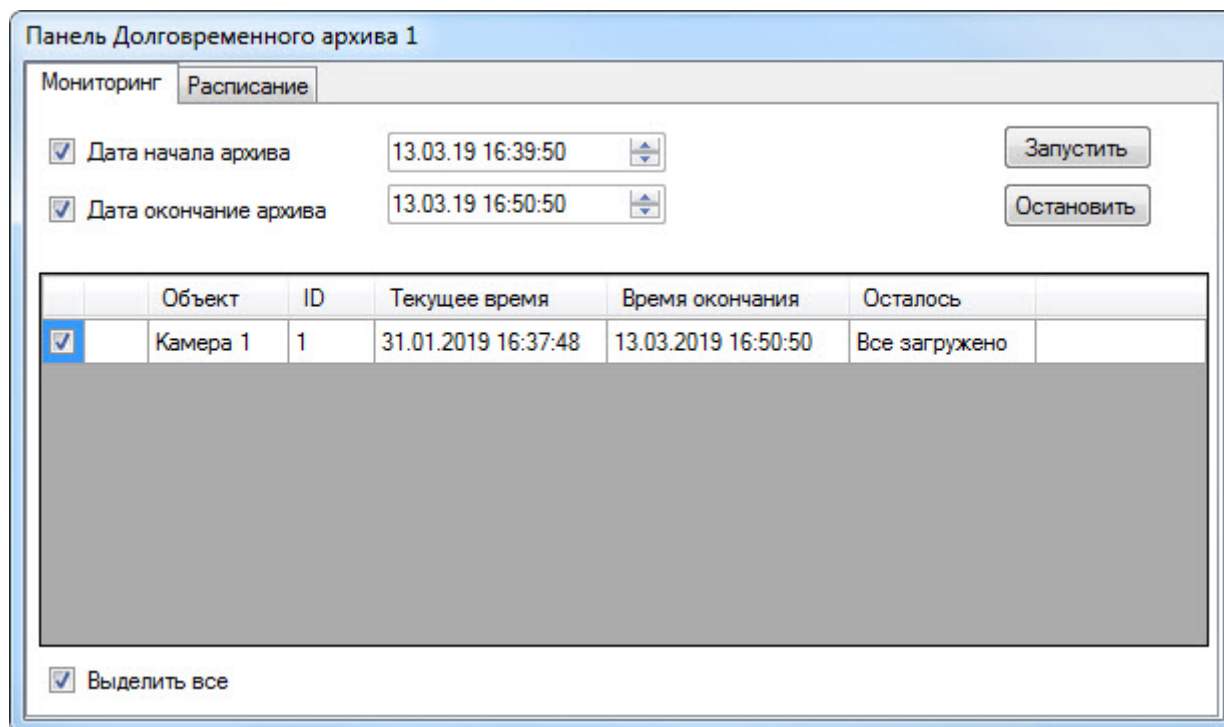 Панель Долговременного архива 1
Мониторинг Расписание
Дата начала архива 13.03.19 16:39:50 Запустить
Дата окончание архива 13.03.19 16:50:50 Остановить
Объект ID Текущее время Время окончания Осталось
Камера 1 1 31.01.2019 16:37:48 13.03.2019 16:50:50 Все загружено
Выделить все